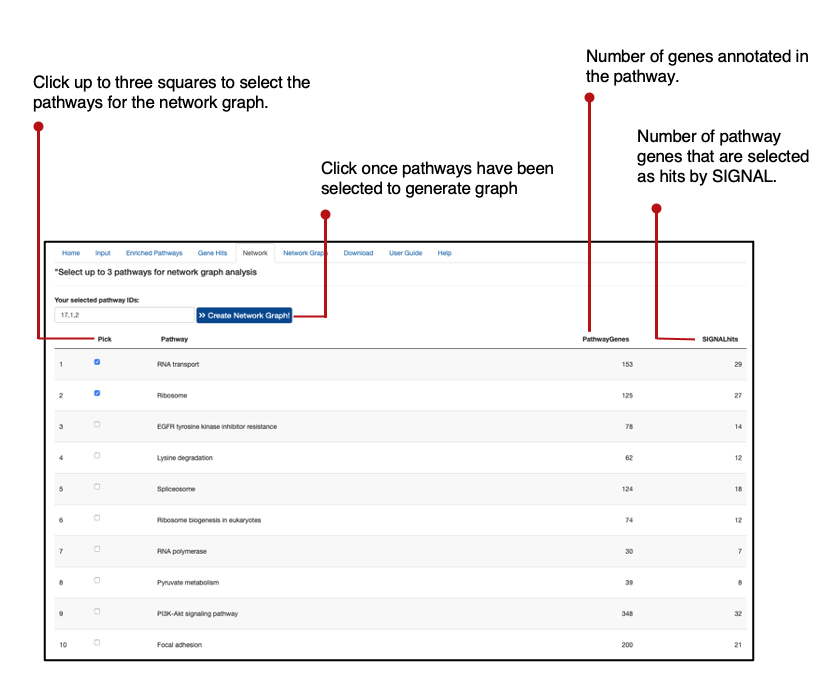 Number of genes annotated in
the pathway.
Click up to three squares to select the
pathways for the network graph.
Number of pathway
genes that are selected
as hits by SIGNAL.
Click once pathways have been
selected to generate graph
Home Input Enriched Pathways Gene Hits Network Network Graph Download User Guide Help
"Select up to 3 pathways for network graph analysis
Your selected pathway IDs:
17,1,2 » Create Network Graph!
Pick Pathway PathwayGenes SIGNALhits
1 RNA transport 153 29
2 Ribosome 125 27
3 EGFR tyrosine kinase inhibitor resistance 78 14
4 Lysine degradation 62 12
5 Spliceosome 124 18
6 Ribosome biogenesis in eukaryotes 74 12
7 RNA polymerase 30 7
8 Pyruvate metabolism 39 8
9 PI3K-Akt signaling pathway 348 32
10 Focal adhesion 200 21